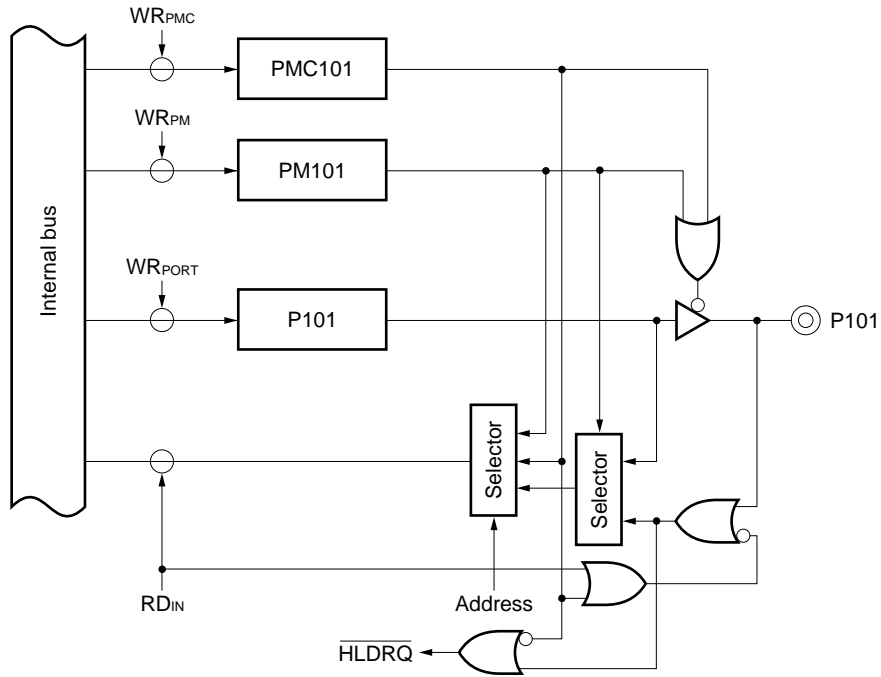 WRPMC
PMC101
WRPM
PM101
Internal bus
WRPORT
P101
P101
Selector
Selector
RDIN
Address
HLDRQ